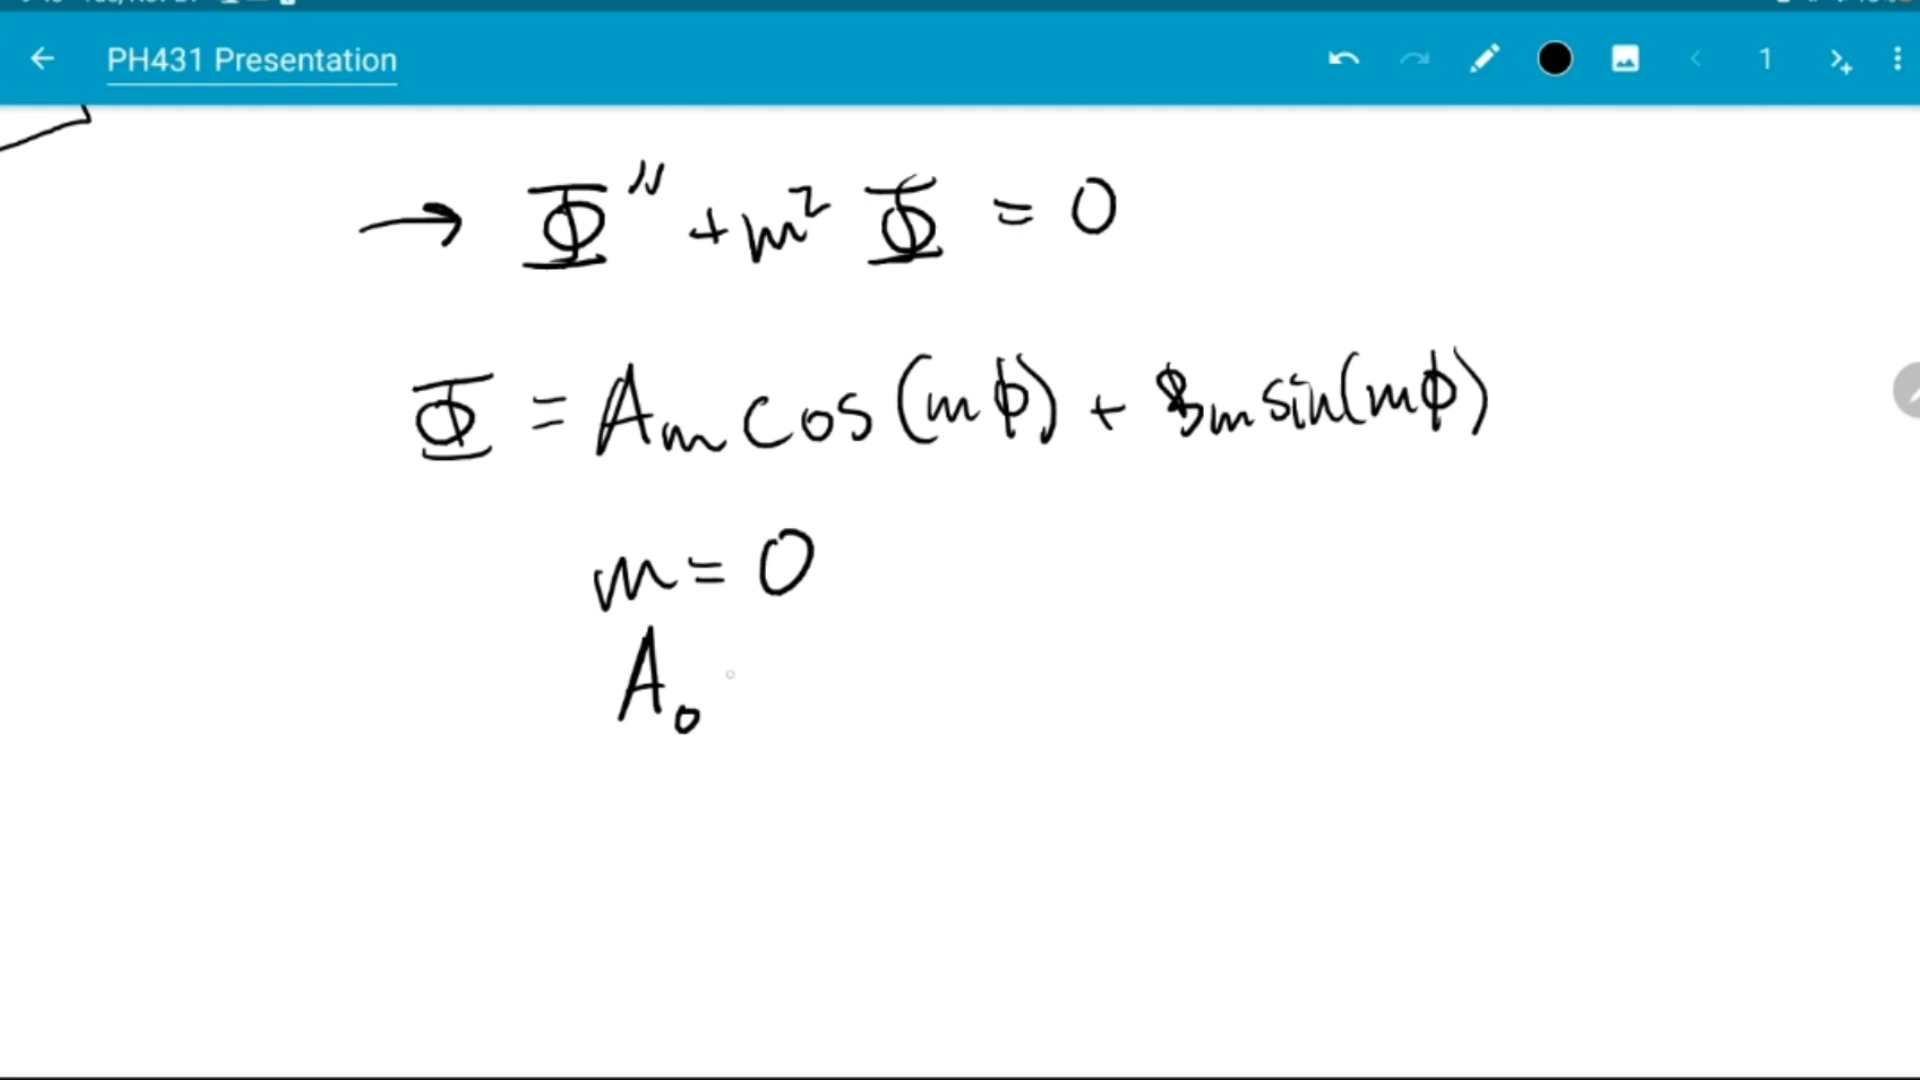 PH431 Presentation 1
→ Φ'' + m² Φ = 0
Φ = Aₘ cos(mϕ) + Bₘ sin(mϕ)
m = 0
A₀